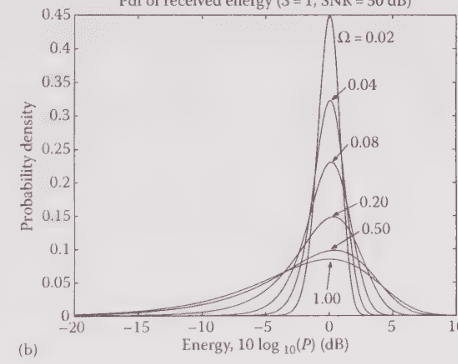 Pdf of received energy (S = 1, SNR = 30 dB)
0.45
0.4
0.35
0.3
0.25
0.2
0.15
0.1
0.05
0
Probability density
Ω = 0.02
0.04
0.08
0.20
0.50
1.00
−20 −15 −10 −5 0 5
Energy, 10 log 10(P) (dB)
(b)